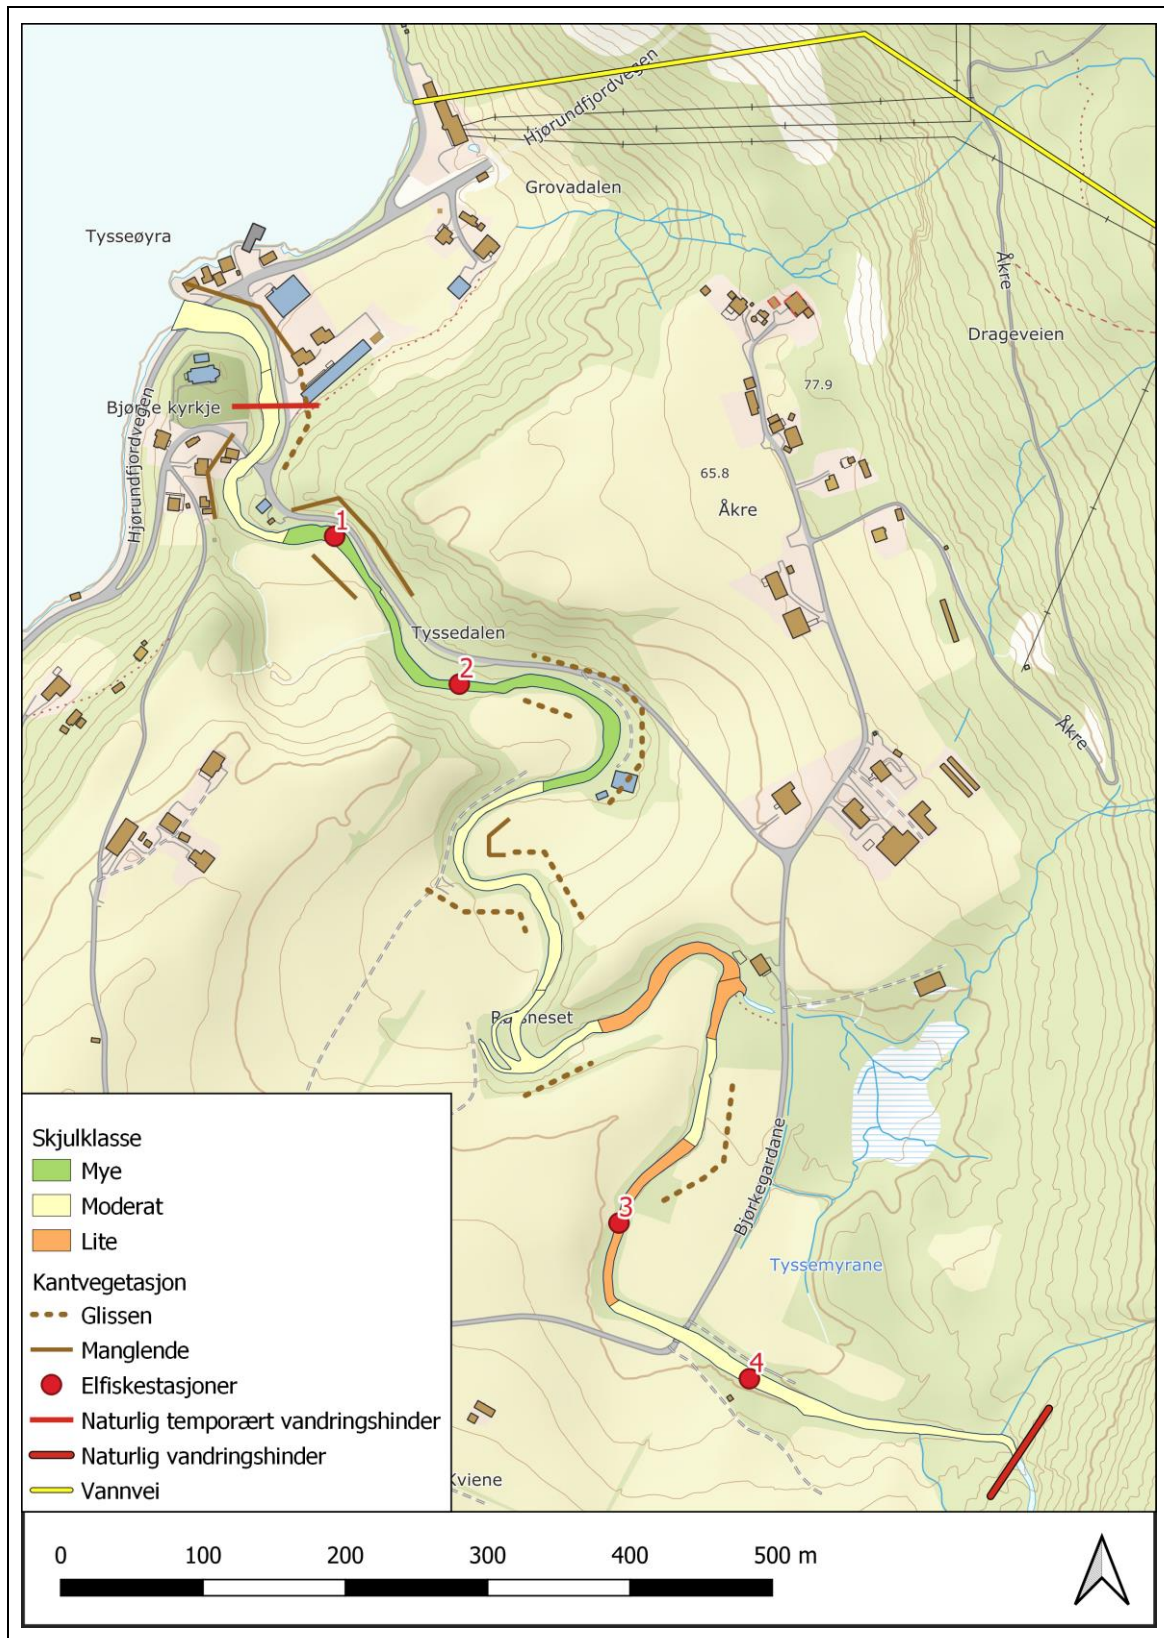 Hjørundfjordvegen
Grovadalen
Tysseøyra
Åkre
Drageveien
77.9
Bjørke kyrkje
Hjørundfjordvegen
65.8
Åkre
1
Tyssedalen
2
Åkre
Bjørkegardane
3
Tyssemyrane
4
Kviene
Skjulklasse
Mye
Moderat
Lite
Kantvegetasjon
Glissen
Manglende
Elfiskestasjoner
Naturlig temporært vandringshinder
Naturlig vandringshinder
Vannvei
0 100 200 300 400 500 m